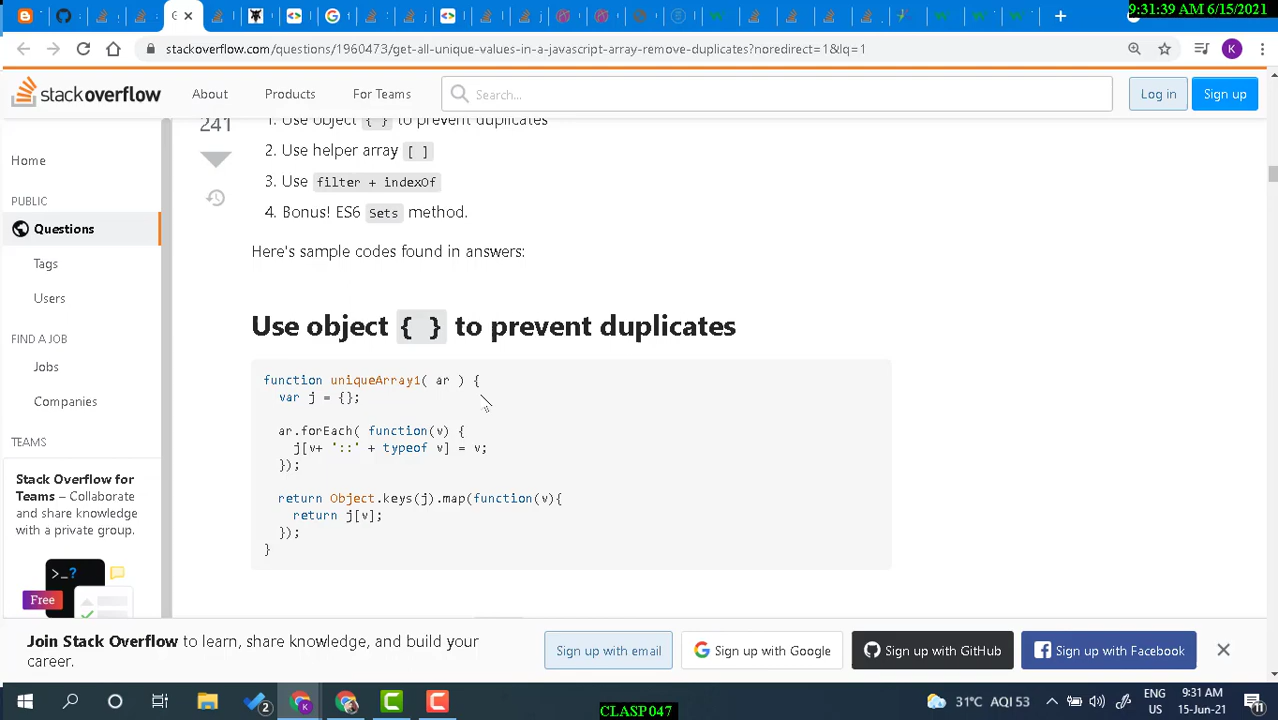 9:31:39 AM 6/15/2021
stackoverflow.com/questions/1960473/get-all-unique-values-in-a-javascript-array-remove-duplicates?noredirect=1&lq=1
K
stackoverflow
About
Products
For Teams
Search...
Log in
Sign up
Home
PUBLIC
Questions
Tags
Users
FIND A JOB
Jobs
Companies
TEAMS
Stack Overflow for
Teams – Collaborate
and share knowledge
with a private group.
>_?
Free
241
1. Use object { } to prevent duplicates
2. Use helper array [ ]
3. Use filter + indexOf
4. Bonus! ES6 Sets method.
Here's sample codes found in answers:
Use object { } to prevent duplicates
function uniqueArray1( ar ) {
var j = {};
ar.forEach( function(v) {
j[v+ '::' + typeof v] = v;
});
return Object.keys(j).map(function(v){
return j[v];
});
}
Join Stack Overflow to learn, share knowledge, and build your
career.
Sign up with email
Sign up with Google
Sign up with GitHub
Sign up with Facebook
2
31°C AQI 53
ENG
US
9:31 AM
15-Jun-21
CLASP047